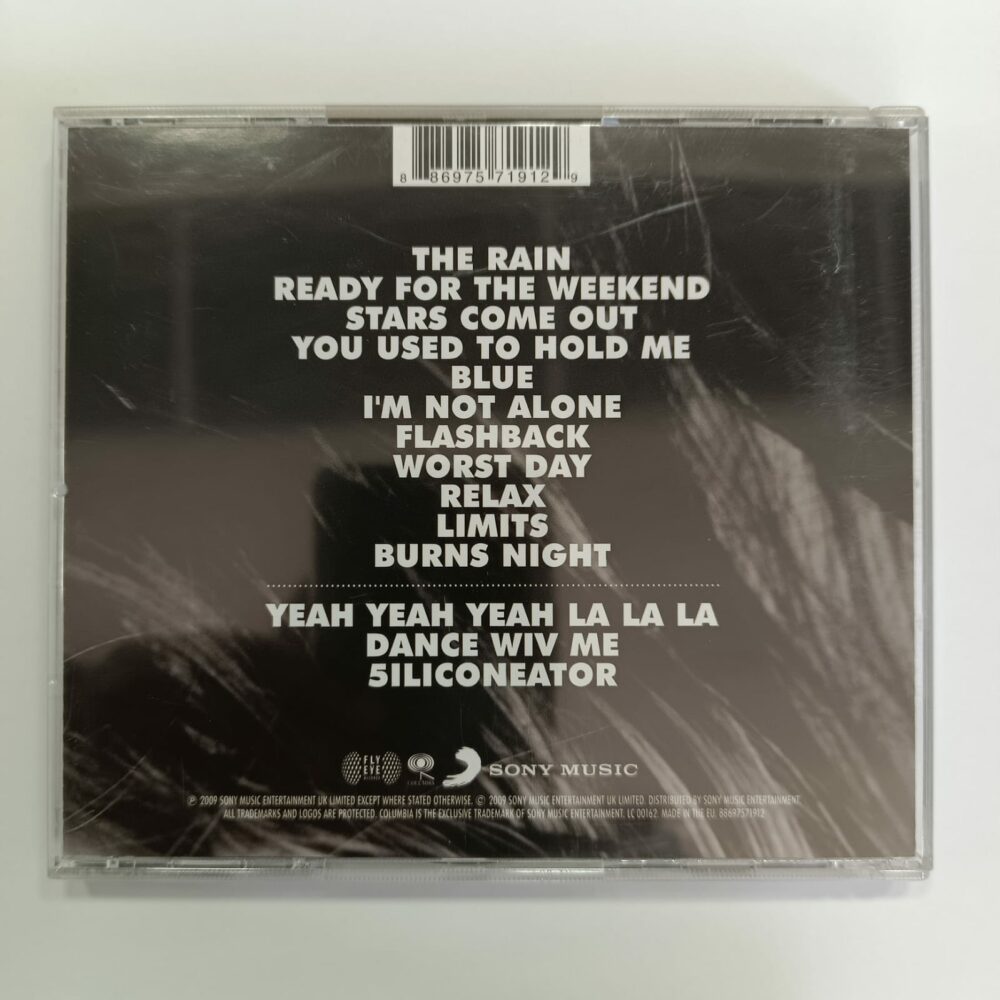 8 86975 71912 9
THE RAIN
READY FOR THE WEEKEND
STARS COME OUT
YOU USED TO HOLD ME
BLUE
I'M NOT ALONE
FLASHBACK
WORST DAY
RELAX
LIMITS
BURNS NIGHT
YEAH YEAH YEAH LA LA LA
DANCE WIV ME
5ILICONEATOR
FLY
EYE
RECORDS
COLUMBIA
SONY MUSIC
℗ 2009 SONY MUSIC ENTERTAINMENT UK LIMITED EXCEPT WHERE STATED OTHERWISE. © 2009 SONY MUSIC ENTERTAINMENT UK LIMITED. DISTRIBUTED BY SONY MUSIC ENTERTAINMENT.
ALL TRADEMARKS AND LOGOS ARE PROTECTED. COLUMBIA IS THE EXCLUSIVE TRADEMARK OF SONY MUSIC ENTERTAINMENT. LC 00162. MADE IN THE EU. 88697571912